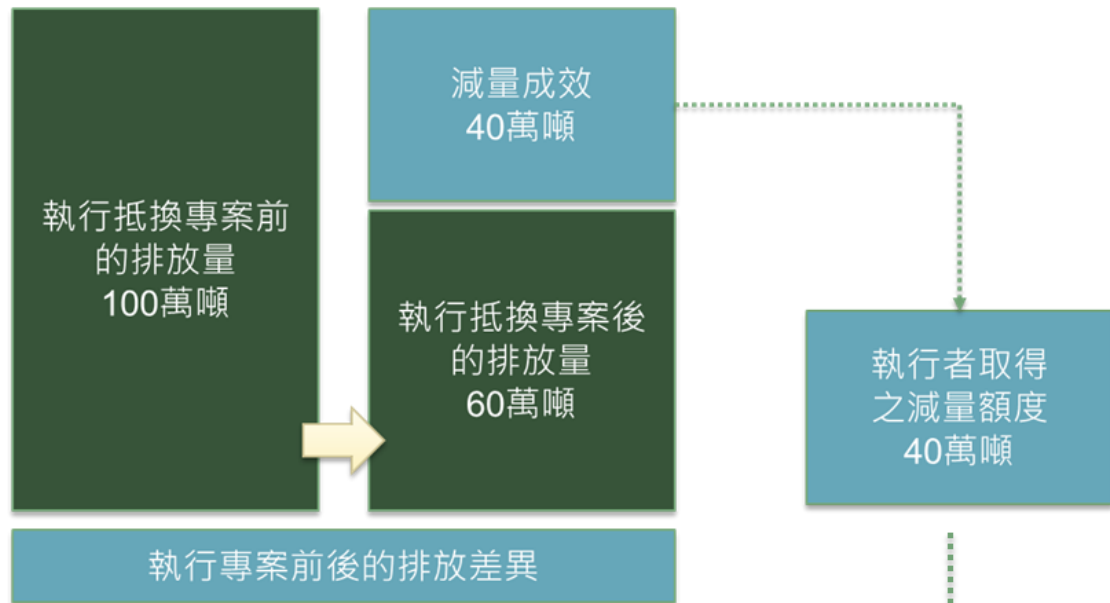 執行抵換專案前
的排放量
100萬噸
減量成效
40萬噸
執行抵換專案後
的排放量
60萬噸
執行者取得
之減量額度
40萬噸
執行專案前後的排放差異